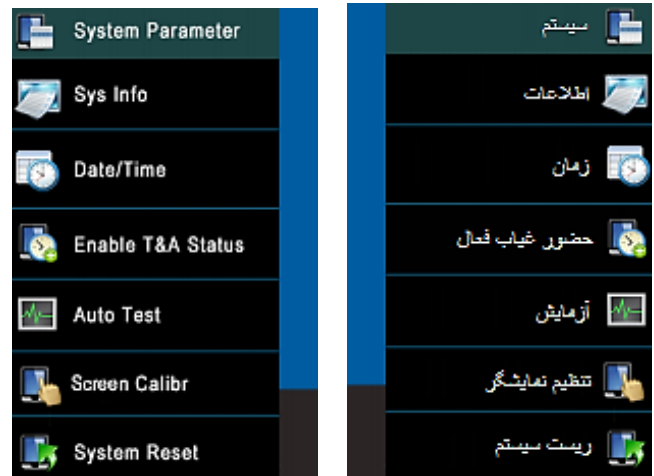 System Parameter
Sys Info
Date/Time
Enable T&A Status
Auto Test
Screen Calibr
System Reset
سیستم
اطلاعات
زمان
حضور غیاب فعال
آزمایش
تنظیم نمایشگر
ریست سیستم